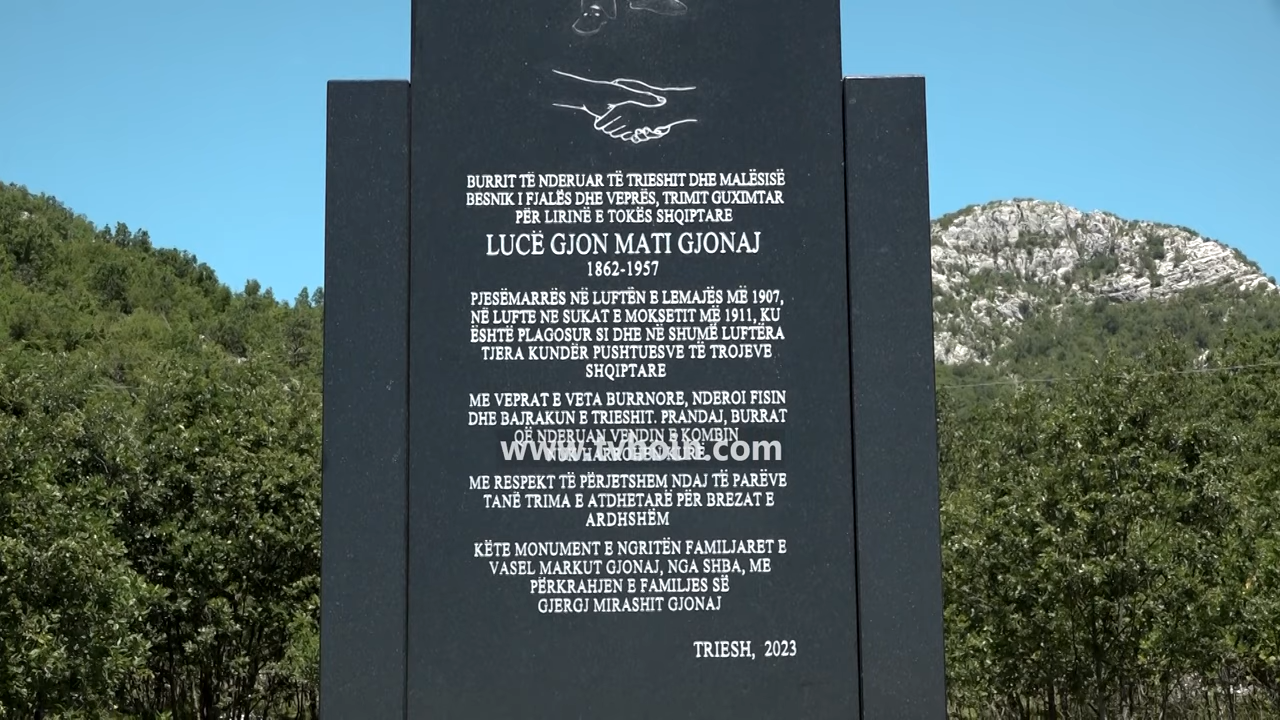 BURRIT TË NDERUAR TË TRIESHIT DHE MALËSISË
BESNIK I FJALËS DHE VEPRËS, TRIMIT GUXIMTAR
PËR LIRINË E TOKËS SHQIPTARE
LUCË GJON MATI GJONAJ
1862-1957
PJESËMARRËS NË LUFTËN E LEMAJËS MË 1907,
NË LUFTE NE SUKAT E MOKSETIT MË 1911, KU
ËSHTË PLAGOSUR SI DHE NË SHUMË LUFTËRA
TJERA KUNDËR PUSHTUESVE TË TROJEVE
SHQIPTARE
ME VEPRAT E VETA BURRNORE, NDEROI FISIN
DHE BAJRAKUN E TRIESHIT. PRANDAJ, BURRAT
QË NDERUAN VENDIN E KOMBIN
ME RESPEKT TË PËRJETSHEM NDAJ TË PARËVE
TANË TRIMA E ATDHETARË PËR BREZAT E
ARDHSHËM
KËTE MONUMENT E NGRITËN FAMILJARET E
VASEL MARKUT GJONAJ, NGA SHBA, ME
PËRKRAHJEN E FAMILJES SË
GJERGJ MIRASHIT GJONAJ
TRIESH, 2023